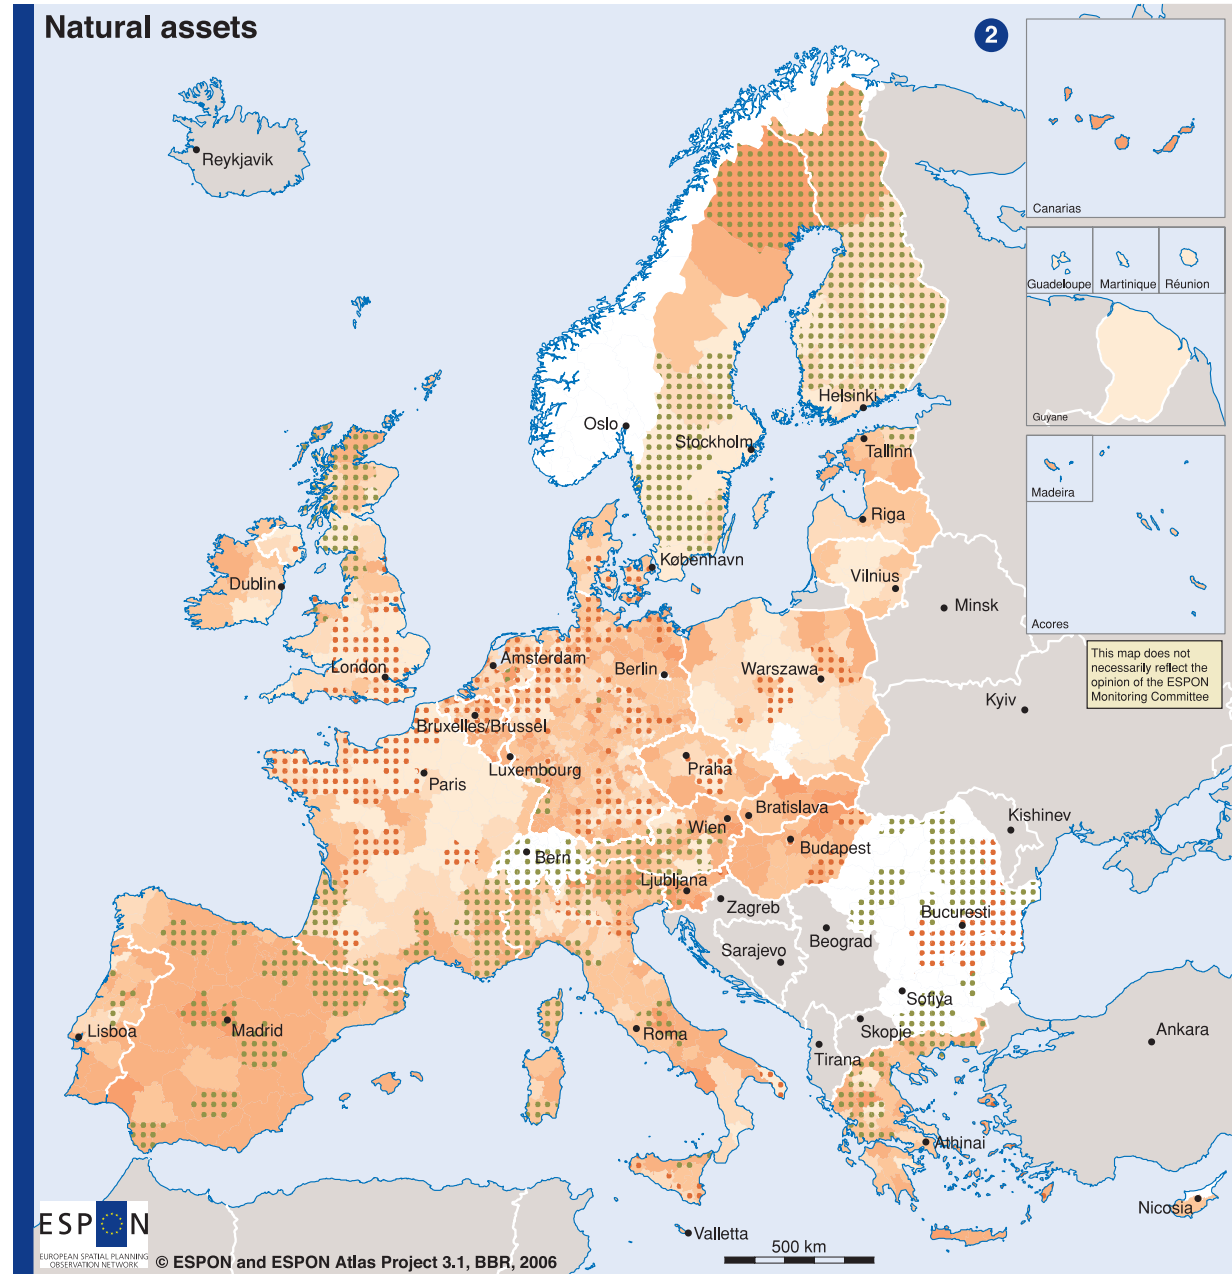 Natural assets
2
Reykjavik
Canarias
Guadeloupe
Martinique
Réunion
Guyane
Helsinki
Oslo
Stockholm
Tallinn
Madeira
Riga
København
Dublin
Vilnius
Minsk
Acores
This map does not
necessarily reflect the
opinion of the ESPON
Monitoring Committee
London
Amsterdam
Berlin
Warszawa
Kyiv
Bruxelles/Brussel
Luxembourg
Praha
Paris
Bratislava
Kishinev
Wien
Budapest
Bern
Ljubljana
Zagreb
Bucuresti
Beograd
Sarajevo
Sofiya
Lisboa
Madrid
Roma
Skopje
Ankara
Tirana
Athinai
Nicosia
Valletta
ESPON
EUROPEAN SPATIAL PLANNING
OBSERVATION NETWORK
© ESPON and ESPON Atlas Project 3.1, BBR, 2006
500 km